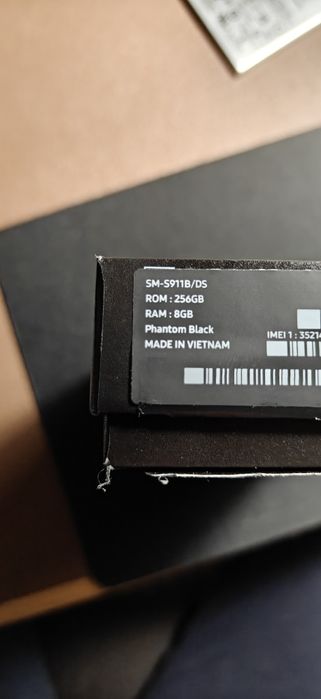 SM-S911B/DS
ROM : 256GB
RAM : 8GB
Phantom Black
IMEI 1 : 35214
MADE IN VIETNAM